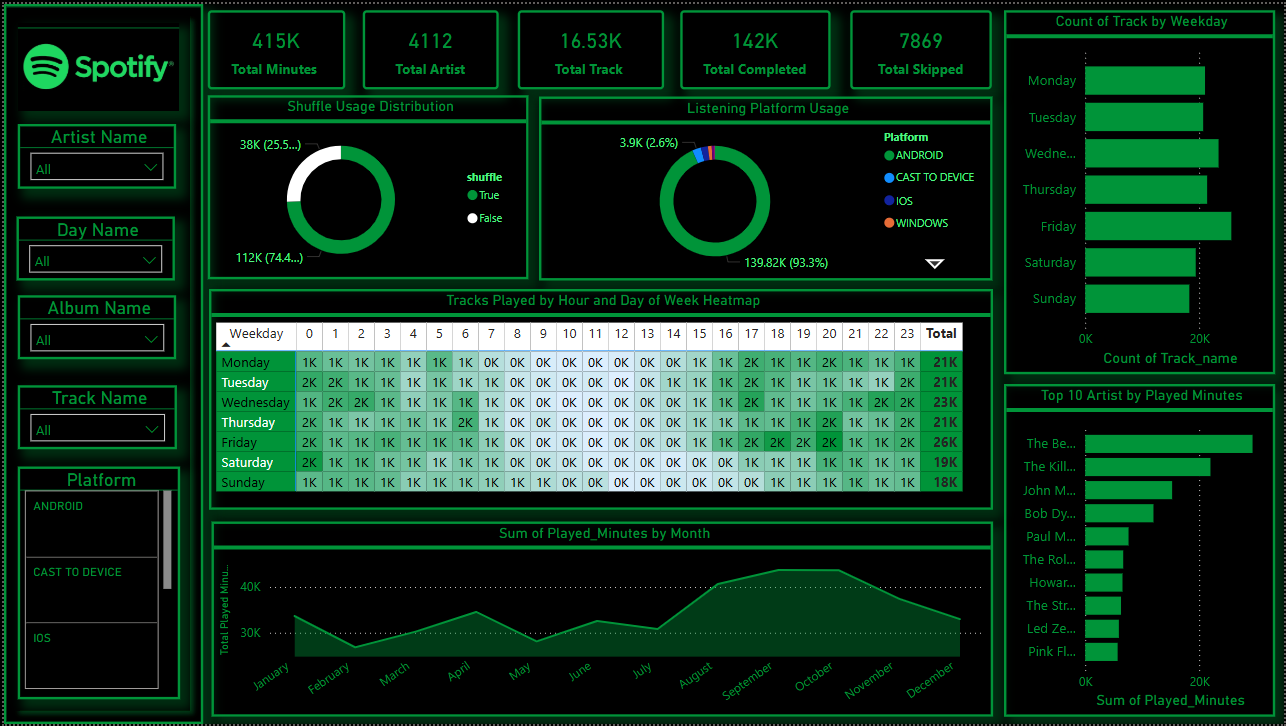 Spotify
Artist Name
All
Day Name
All
Album Name
All
Track Name
All
Platform
ANDROID
CAST TO DEVICE
IOS
415K
Total Minutes
4112
Total Artist
16.53K
Total Track
142K
Total Completed
7869
Total Skipped
Shuffle Usage Distribution
38K (25.5...)
112K (74.4...)
shuffle
True
False
Listening Platform Usage
3.9K (2.6%)
139.82K (93.3%)
Platform
ANDROID
CAST TO DEVICE
IOS
WINDOWS
Tracks Played by Hour and Day of Week Heatmap
Weekday 0 1 2 3 4 5 6 7 8 9 10 11 12 13 14 15 16 17 18 19 20 21 22 23 Total
Monday 1K 1K 1K 1K 1K 1K 1K 0K 0K 0K 0K 0K 0K 0K 0K 1K 1K 2K 1K 1K 2K 1K 1K 1K 21K
Tuesday 2K 2K 1K 1K 1K 1K 1K 1K 0K 0K 0K 0K 0K 0K 1K 1K 1K 2K 1K 1K 1K 1K 1K 2K 21K
Wednesday 1K 2K 2K 1K 1K 1K 1K 0K 0K 0K 0K 0K 0K 0K 1K 1K 1K 2K 1K 1K 2K 1K 2K 2K 23K
Thursday 2K 1K 1K 1K 1K 1K 2K 1K 0K 0K 0K 0K 0K 0K 0K 1K 1K 1K 1K 2K 2K 1K 1K 2K 21K
Friday 2K 1K 1K 1K 1K 1K 1K 1K 0K 0K 0K 0K 0K 0K 1K 1K 2K 2K 2K 2K 2K 1K 2K 2K 26K
Saturday 2K 1K 1K 1K 1K 1K 1K 1K 0K 0K 0K 0K 0K 0K 0K 0K 0K 1K 1K 1K 1K 1K 1K 1K 19K
Sunday 1K 1K 1K 1K 1K 1K 1K 1K 1K 0K 0K 0K 0K 0K 0K 0K 0K 0K 1K 1K 1K 1K 1K 1K 18K
Sum of Played_Minutes by Month
Total Played Minu...
40K
30K
January February March April May June July August September October November December
Count of Track by Weekday
Monday
Tuesday
Wedne...
Thursday
Friday
Saturday
Sunday
0K 20K
Count of Track_name
Top 10 Artist by Played Minutes
The Be...
The Kill...
John M...
Bob Dy...
Paul M...
The Rol...
Howar...
The Str...
Led Ze...
Pink Fl...
0K 20K
Sum of Played_Minutes